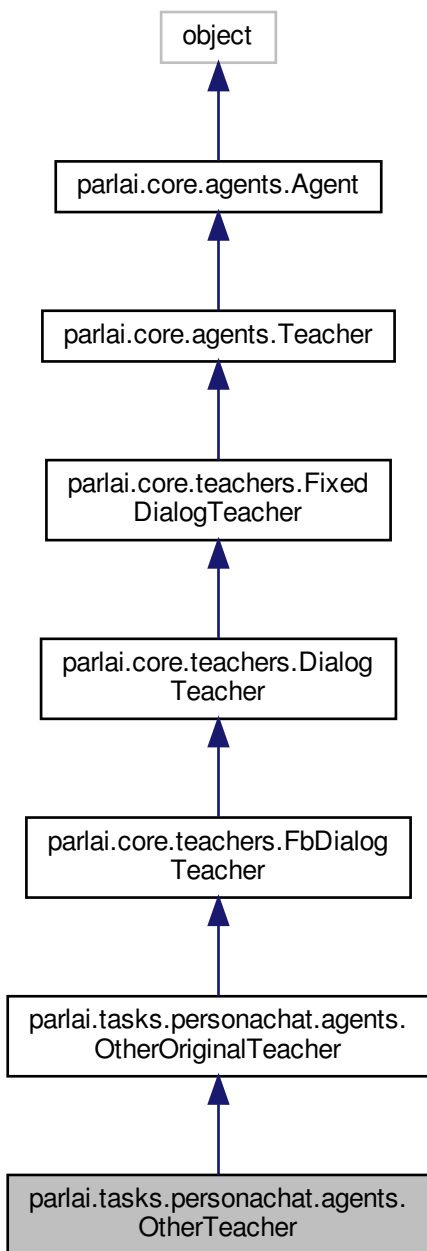 object
parlai.core.agents.Agent
parlai.core.agents.Teacher
parlai.core.teachers.Fixed
DialogTeacher
parlai.core.teachers.Dialog
Teacher
parlai.core.teachers.FbDialog
Teacher
parlai.tasks.personachat.agents.
OtherOriginalTeacher
parlai.tasks.personachat.agents.
OtherTeacher